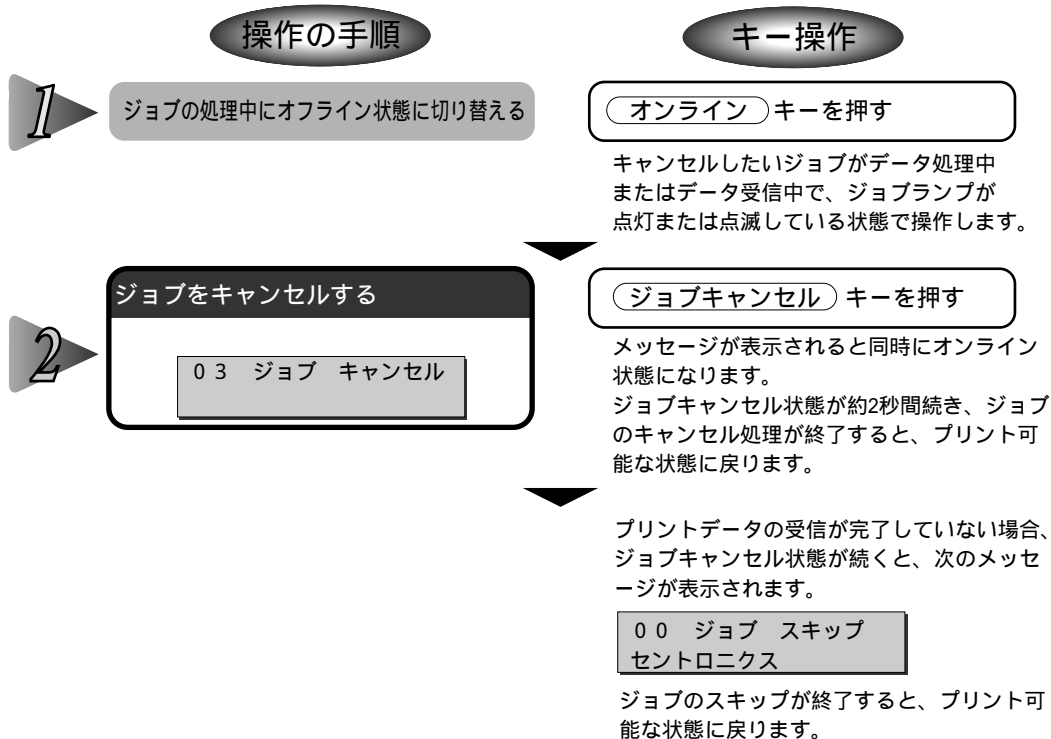 操作の手順
キー操作
1
ジョブの処理中にオフライン状態に切り替える
オンライン キーを押す
キャンセルしたいジョブがデータ処理中
またはデータ受信中で、ジョブランプが
点灯または点滅している状態で操作します。
2
ジョブをキャンセルする
03 ジョブ キャンセル
ジョブキャンセル キーを押す
メッセージが表示されると同時にオンライン
状態になります。
ジョブキャンセル状態が約2秒間続き、ジョブ
のキャンセル処理が終了すると、プリント可
能な状態に戻ります。
プリントデータの受信が完了していない場合、
ジョブキャンセル状態が続くと、次のメッセ
ージが表示されます。
00 ジョブ スキップ
セントロニクス
ジョブのスキップが終了すると、プリント可
能な状態に戻ります。